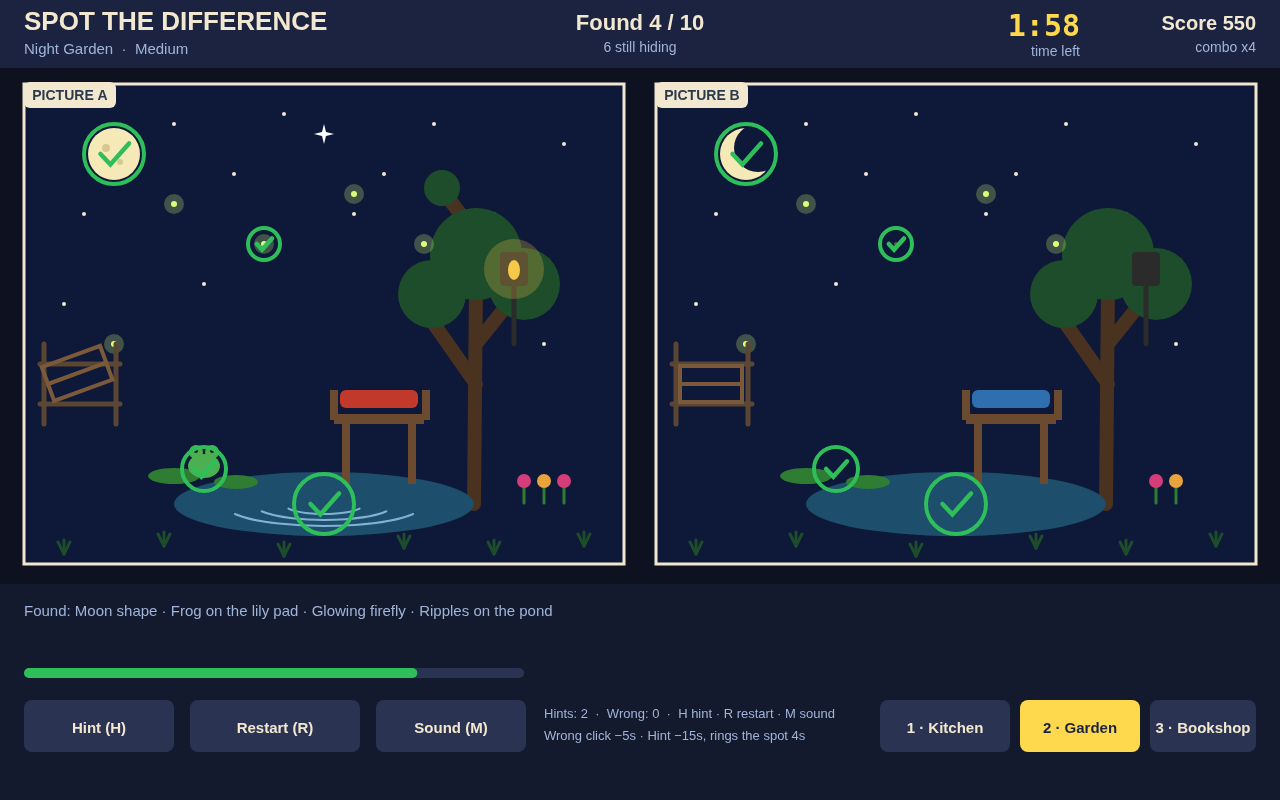 SPOT THE DIFFERENCE
Night Garden · Medium
Found 4 / 10
6 still hiding
1:58
time left
Score 550
combo x4
PICTURE A
PICTURE B
Found: Moon shape · Frog on the lily pad · Glowing firefly · Ripples on the pond
Hint (H)
Restart (R)
Sound (M)
Hints: 2 · Wrong: 0 · H hint · R restart · M sound
Wrong click −5s · Hint −15s, rings the spot 4s
1 · Kitchen
2 · Garden
3 · Bookshop